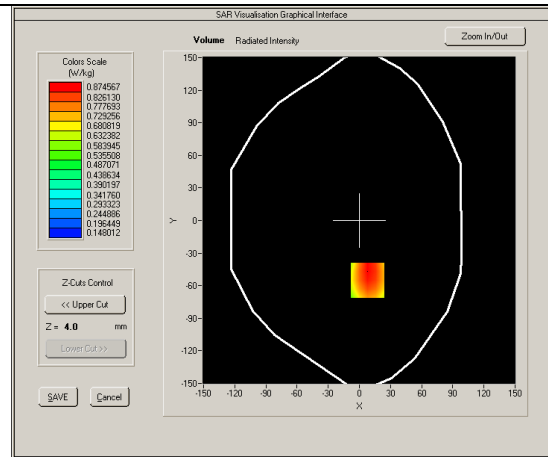 SAR Visualisation Graphical Interface
Volume Radiated Intensity
Zoom In/Out
Colors Scale
(W/kg)
0.874567
0.826130
0.777693
0.729256
0.680819
0.632382
0.583945
0.535508
0.487071
0.438634
0.390197
0.341760
0.293323
0.244886
0.196449
0.148012
Z-Cuts Control
<< Upper Cut
Z = 4.0 mm
Lower Cut >>
SAVE Cancel
150
120
90
60
30
0
-30
-60
-90
-120
-150
Y
-150 -120 -90 -60 -30 0 30 60 90 120 150
X